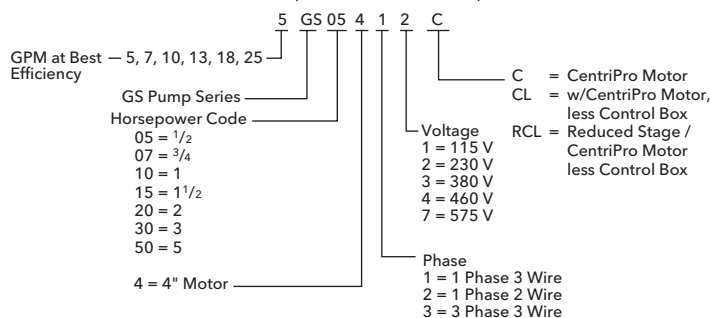 5 GS 05 4 1 2 C
GPM at Best — 5, 7, 10, 13, 18, 25
Efficiency
GS Pump Series
Horsepower Code
05 = 1/2
07 = 3/4
10 = 1
15 = 1 1/2
20 = 2
30 = 3
50 = 5
4 = 4" Motor
Voltage
1 = 115 V
2 = 230 V
3 = 380 V
4 = 460 V
7 = 575 V
Phase
1 = 1 Phase 3 Wire
2 = 1 Phase 2 Wire
3 = 3 Phase 3 Wire
C = CentriPro Motor
CL = w/CentriPro Motor,
less Control Box
RCL = Reduced Stage /
CentriPro Motor
less Control Box